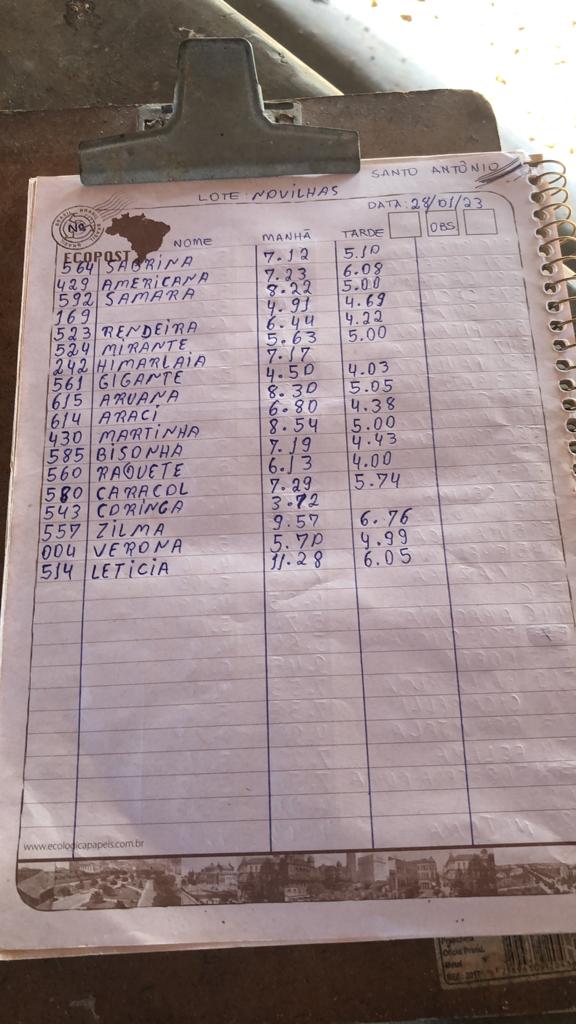 SANTO ANTÔNIO
LOTE: NOVILHAS
DATA: 28/01/23
ECOPOST
NOME MANHÃ TARDE OBS
564 SABRINA 7.12 5.10
429 AMERICANA 7.23 6.08
592 SAMARA 8.22 5.00
169 4.91 4.69
523 RENDEIRA 6.44 4.22
524 MIRANTE 5.63 5.00
242 HIMARLAIA 7.17
561 GIGANTE 4.50 4.03
615 ARUANA 8.30 5.05
614 ARACI 6.80 4.38
430 MARTINHA 8.54 5.00
585 BISONHA 7.19 4.43
560 RAQUETE 6.13 4.00
580 CARACOL 7.29 5.74
543 CORINGA 3.72
557 ZILMA 9.57 6.76
004 VERONA 5.70 4.99
514 LETICIA 11.28 6.05
www.ecologicapapeis.com.br